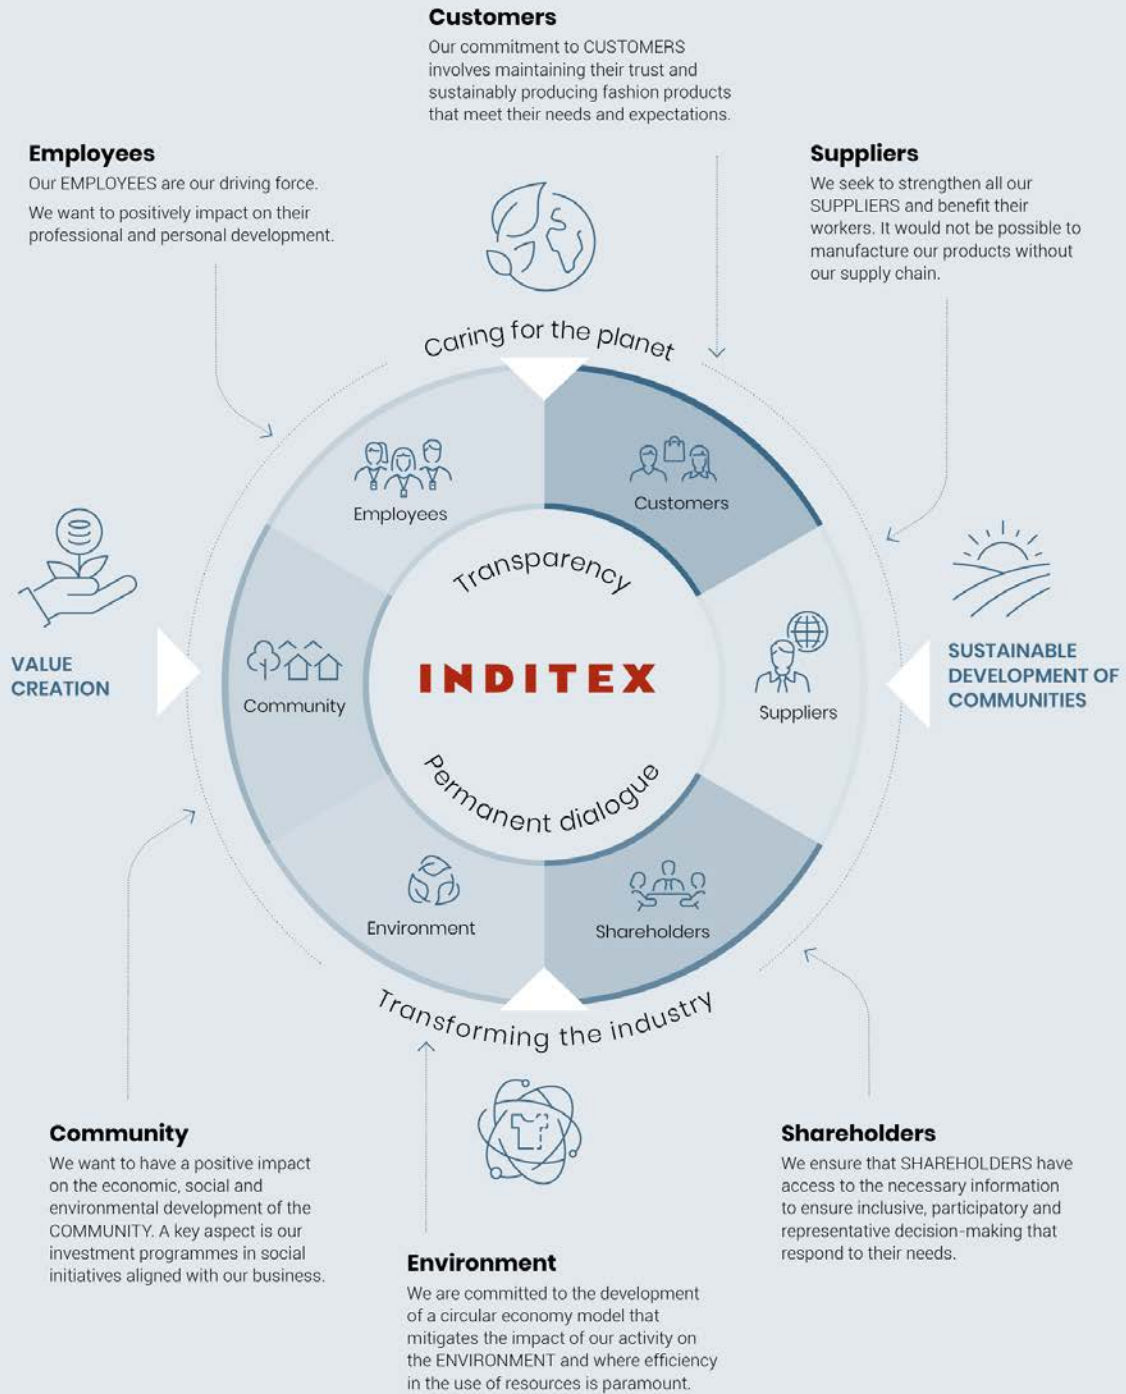 Customers
Our commitment to CUSTOMERS
involves maintaining their trust and
sustainably producing fashion products
that meet their needs and expectations.
Employees
Our EMPLOYEES are our driving force.
We want to positively impact on their
professional and personal development.
Suppliers
We seek to strengthen all our
SUPPLIERS and benefit their
workers. It would not be possible to
manufacture our products without
our supply chain.
Caring for the planet
Employees
Customers
Transparency
VALUE
CREATION
Community
INDITEX
Suppliers
SUSTAINABLE
DEVELOPMENT OF
COMMUNITIES
Permanent dialogue
Environment
Shareholders
Transforming the industry
Community
We want to have a positive impact
on the economic, social and
environmental development of the
COMMUNITY. A key aspect is our
investment programmes in social
initiatives aligned with our business.
Shareholders
We ensure that SHAREHOLDERS have
access to the necessary information
to ensure inclusive, participatory and
representative decision-making that
respond to their needs.
Environment
We are committed to the development
of a circular economy model that
mitigates the impact of our activity on
the ENVIRONMENT and where efficiency
in the use of resources is paramount.